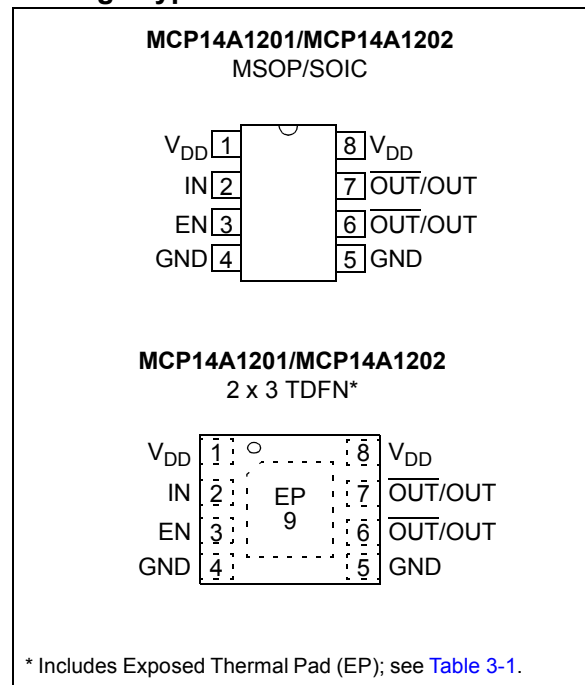 MCP14A1201/MCP14A1202
MSOP/SOIC
VDD 1 8 VDD
IN 2 7 OUT/OUT
EN 3 6 OUT/OUT
GND 4 5 GND
MCP14A1201/MCP14A1202
2 x 3 TDFN*
VDD 1 8 VDD
IN 2 EP 7 OUT/OUT
EN 3 9 6 OUT/OUT
GND 4 5 GND
* Includes Exposed Thermal Pad (EP); see Table 3-1.